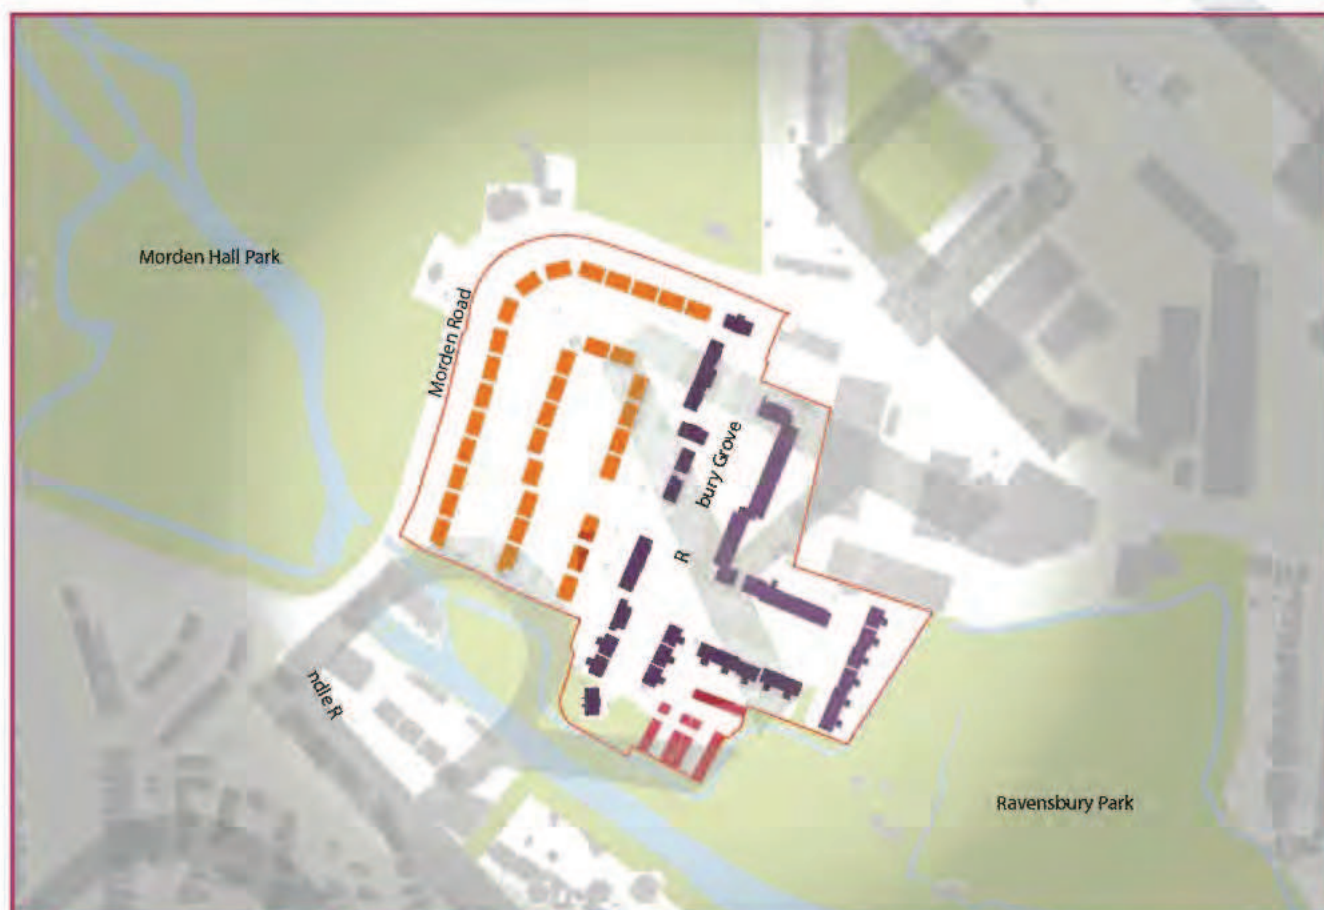 Morden Hall Park
Morden Road
bury Grove
R
ndle R
Ravensbury Park